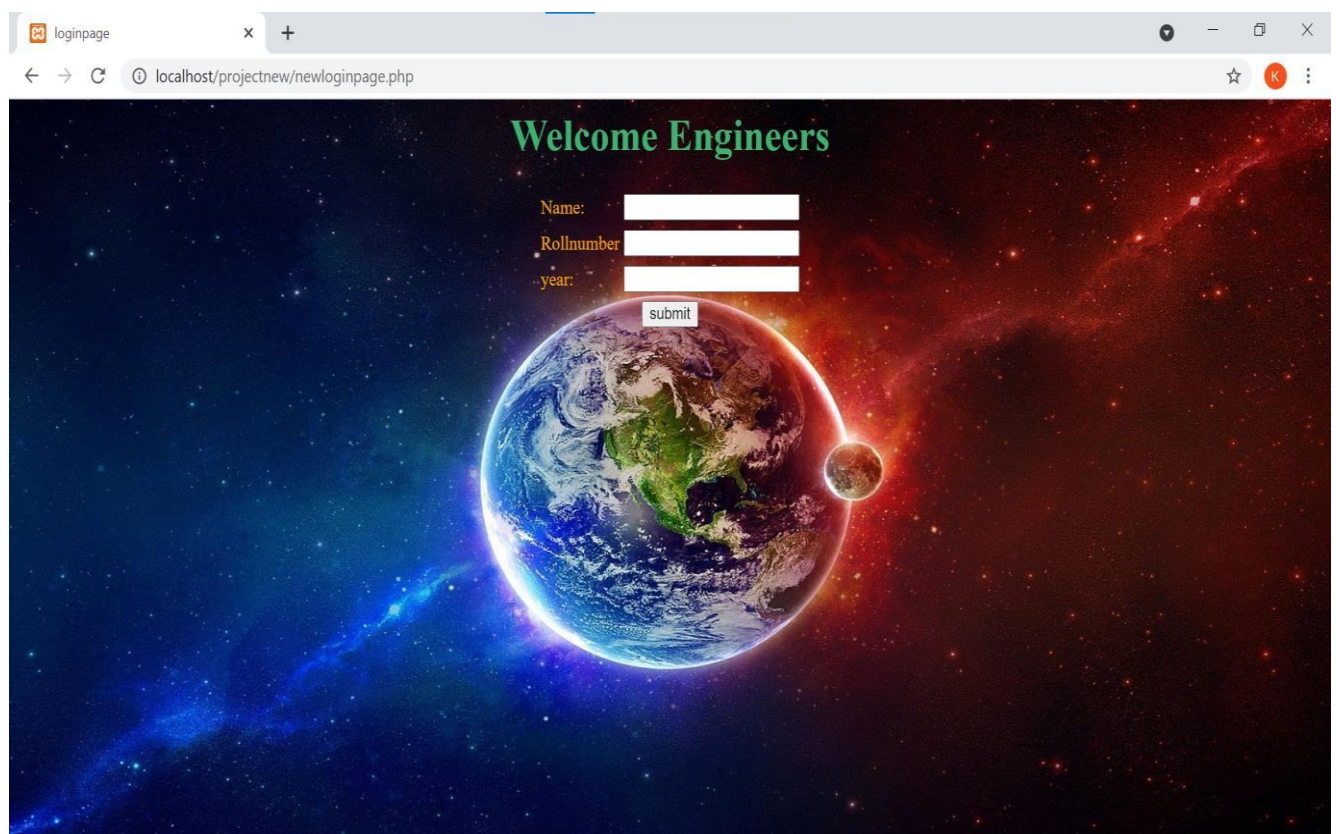 loginpage
localhost/projectnew/newloginpage.php
K
Welcome Engineers
Name:
Rollnumber
year:
submit